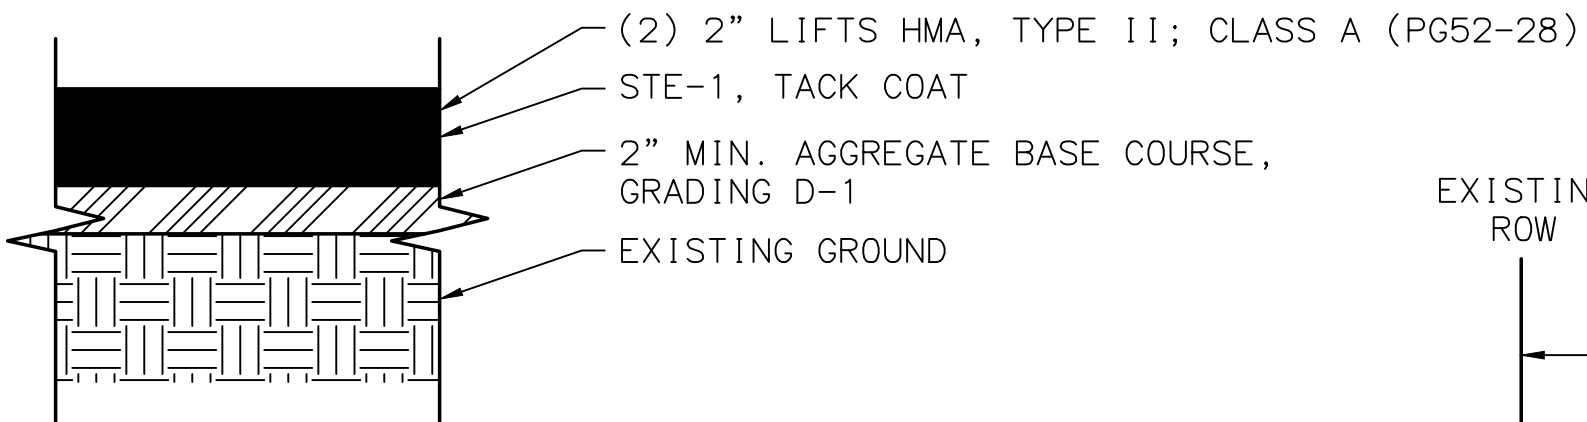 (2) 2” LIFTS HMA, TYPE II; CLASS A (PG52-28)
STE-1, TACK COAT
2” MIN. AGGREGATE BASE COURSE,
GRADING D-1
EXISTING GROUND
EXISTIN
ROW